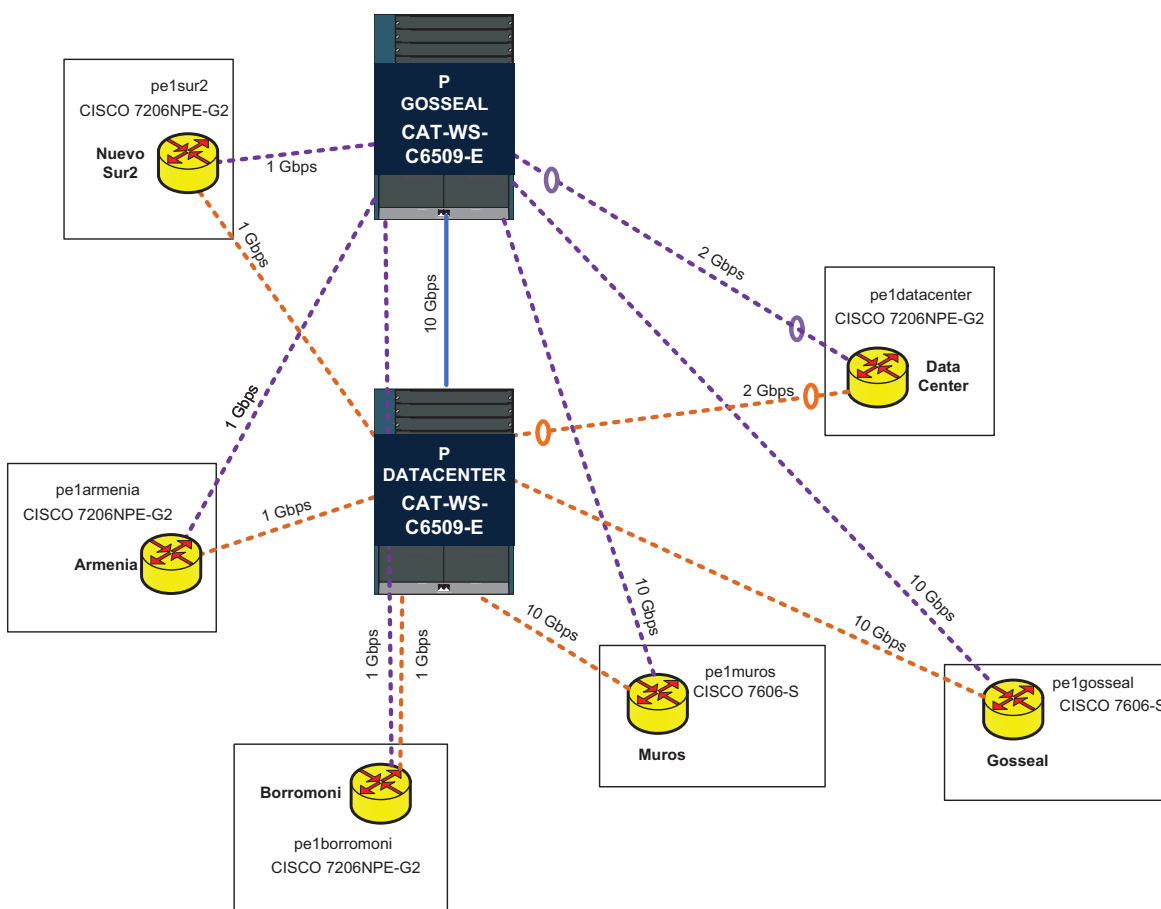 P
GOSSEAL
CAT-WS-
C6509-E
pe1sur2
CISCO 7206NPE-G2
Nuevo
Sur2
1 Gbps
1 Gbps
10 Gbps
2 Gbps
pe1datacenter
CISCO 7206NPE-G2
Data
Center
2 Gbps
1 Gbps
P
DATACENTER
CAT-WS-
C6509-E
pe1armenia
CISCO 7206NPE-G2
Armenia
1 Gbps
10 Gbps
10 Gbps
10 Gbps
10 Gbps
1 Gbps
1 Gbps
pe1muros
CISCO 7606-S
Muros
pe1gosseal
CISCO 7606-S
Gosseal
Borromoni
pe1borromoni
CISCO 7206NPE-G2